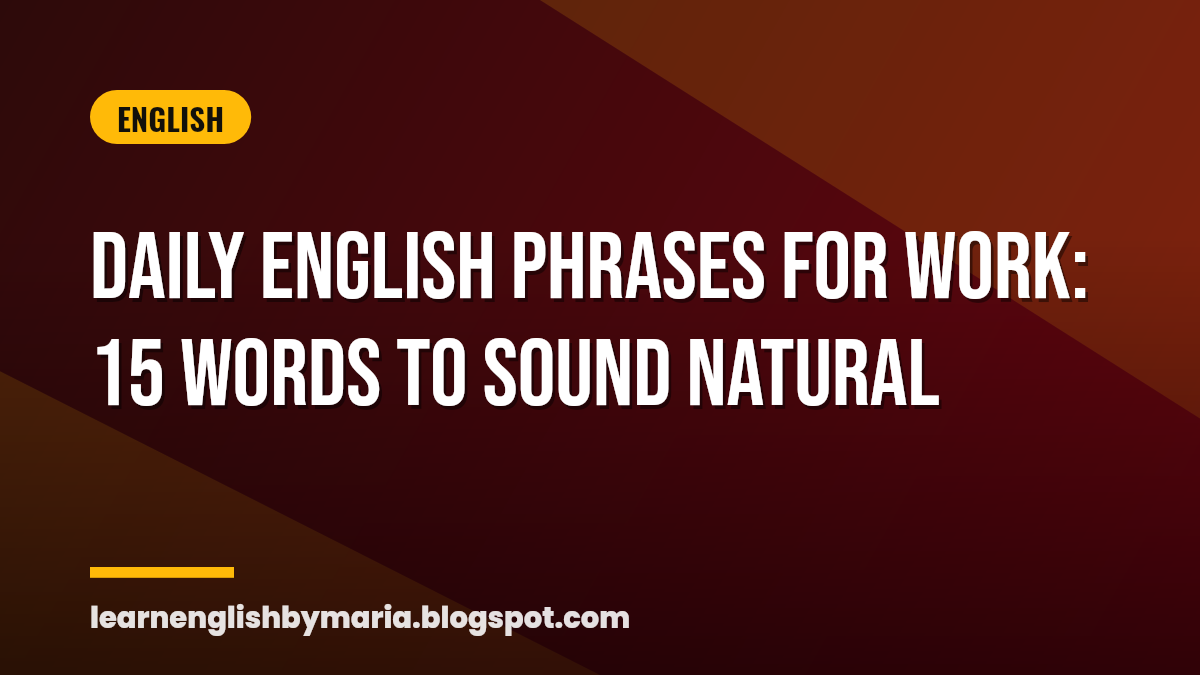 ENGLISH
DAILY ENGLISH PHRASES FOR WORK:
15 WORDS TO SOUND NATURAL
learnenglishbymaria.blogspot.com